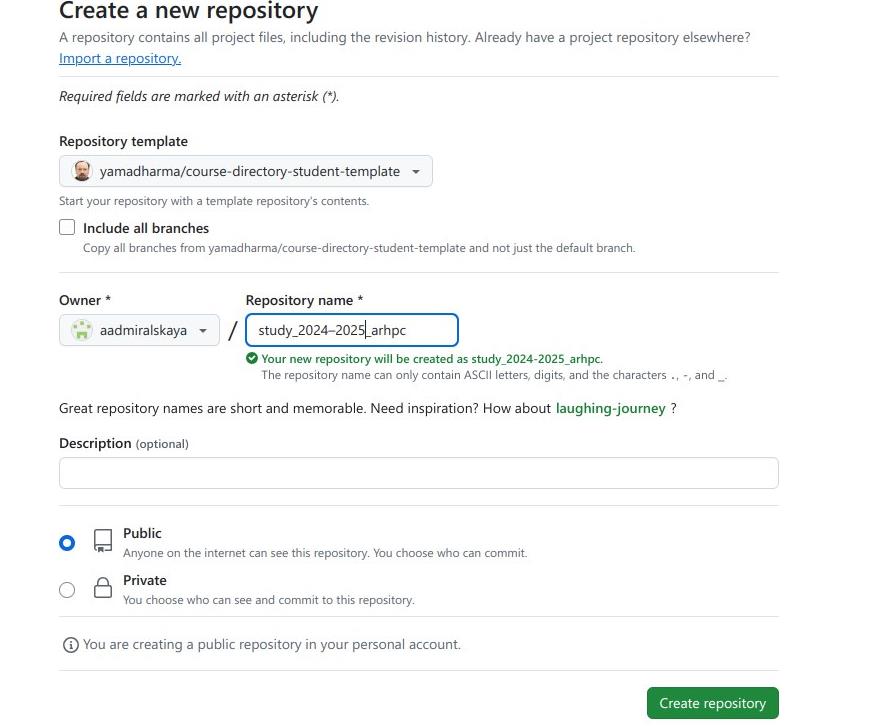 Create a new repository
A repository contains all project files, including the revision history. Already have a project repository elsewhere?
Import a repository.
Required fields are marked with an asterisk (*).
Repository template
yamadharma/course-directory-student-template
Start your repository with a template repository's contents.
Include all branches
Copy all branches from yamadharma/course-directory-student-template and not just the default branch.
Owner * Repository name *
aadmiralskaya / study_2024–2025_arhpc
Your new repository will be created as study_2024-2025_arhpc.
The repository name can only contain ASCII letters, digits, and the characters ., -, and _.
Great repository names are short and memorable. Need inspiration? How about laughing-journey ?
Description (optional)
Public
Anyone on the internet can see this repository. You choose who can commit.
Private
You choose who can see and commit to this repository.
You are creating a public repository in your personal account.
Create repository